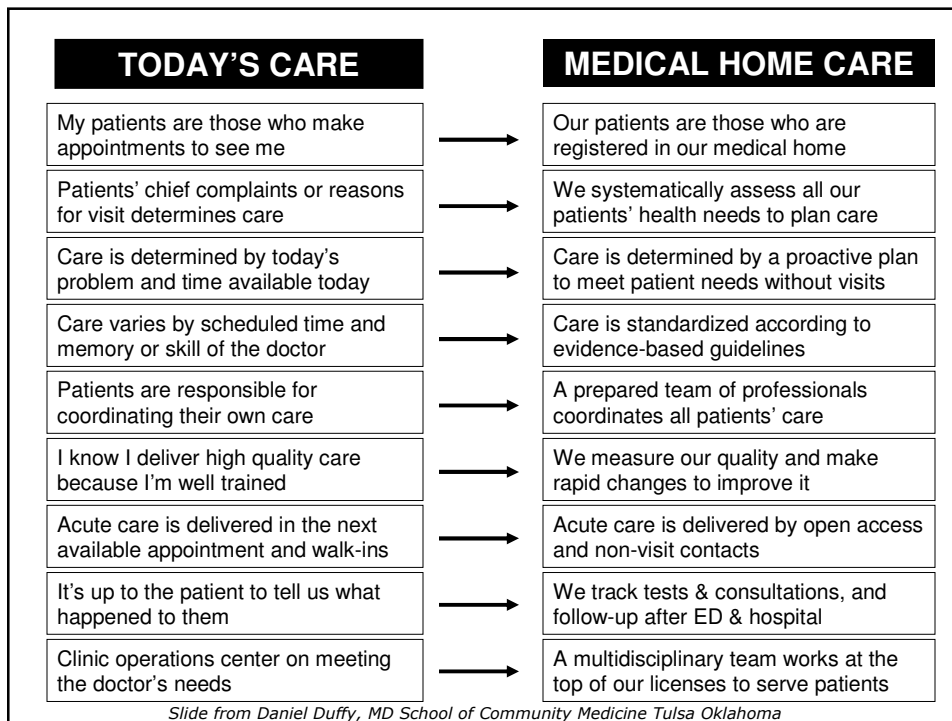 TODAY'S CARE
MEDICAL HOME CARE
My patients are those who make
appointments to see me
Our patients are those who are
registered in our medical home
Patients' chief complaints or reasons
for visit determines care
We systematically assess all our
patients' health needs to plan care
Care is determined by today's
problem and time available today
Care is determined by a proactive plan
to meet patient needs without visits
Care varies by scheduled time and
memory or skill of the doctor
Care is standardized according to
evidence-based guidelines
Patients are responsible for
coordinating their own care
A prepared team of professionals
coordinates all patients' care
I know I deliver high quality care
because I'm well trained
We measure our quality and make
rapid changes to improve it
Acute care is delivered in the next
available appointment and walk-ins
Acute care is delivered by open access
and non-visit contacts
It's up to the patient to tell us what
happened to them
We track tests & consultations, and
follow-up after ED & hospital
Clinic operations center on meeting
the doctor's needs
A multidisciplinary team works at the
top of our licenses to serve patients
Slide from Daniel Duffy, MD School of Community Medicine Tulsa Oklahoma